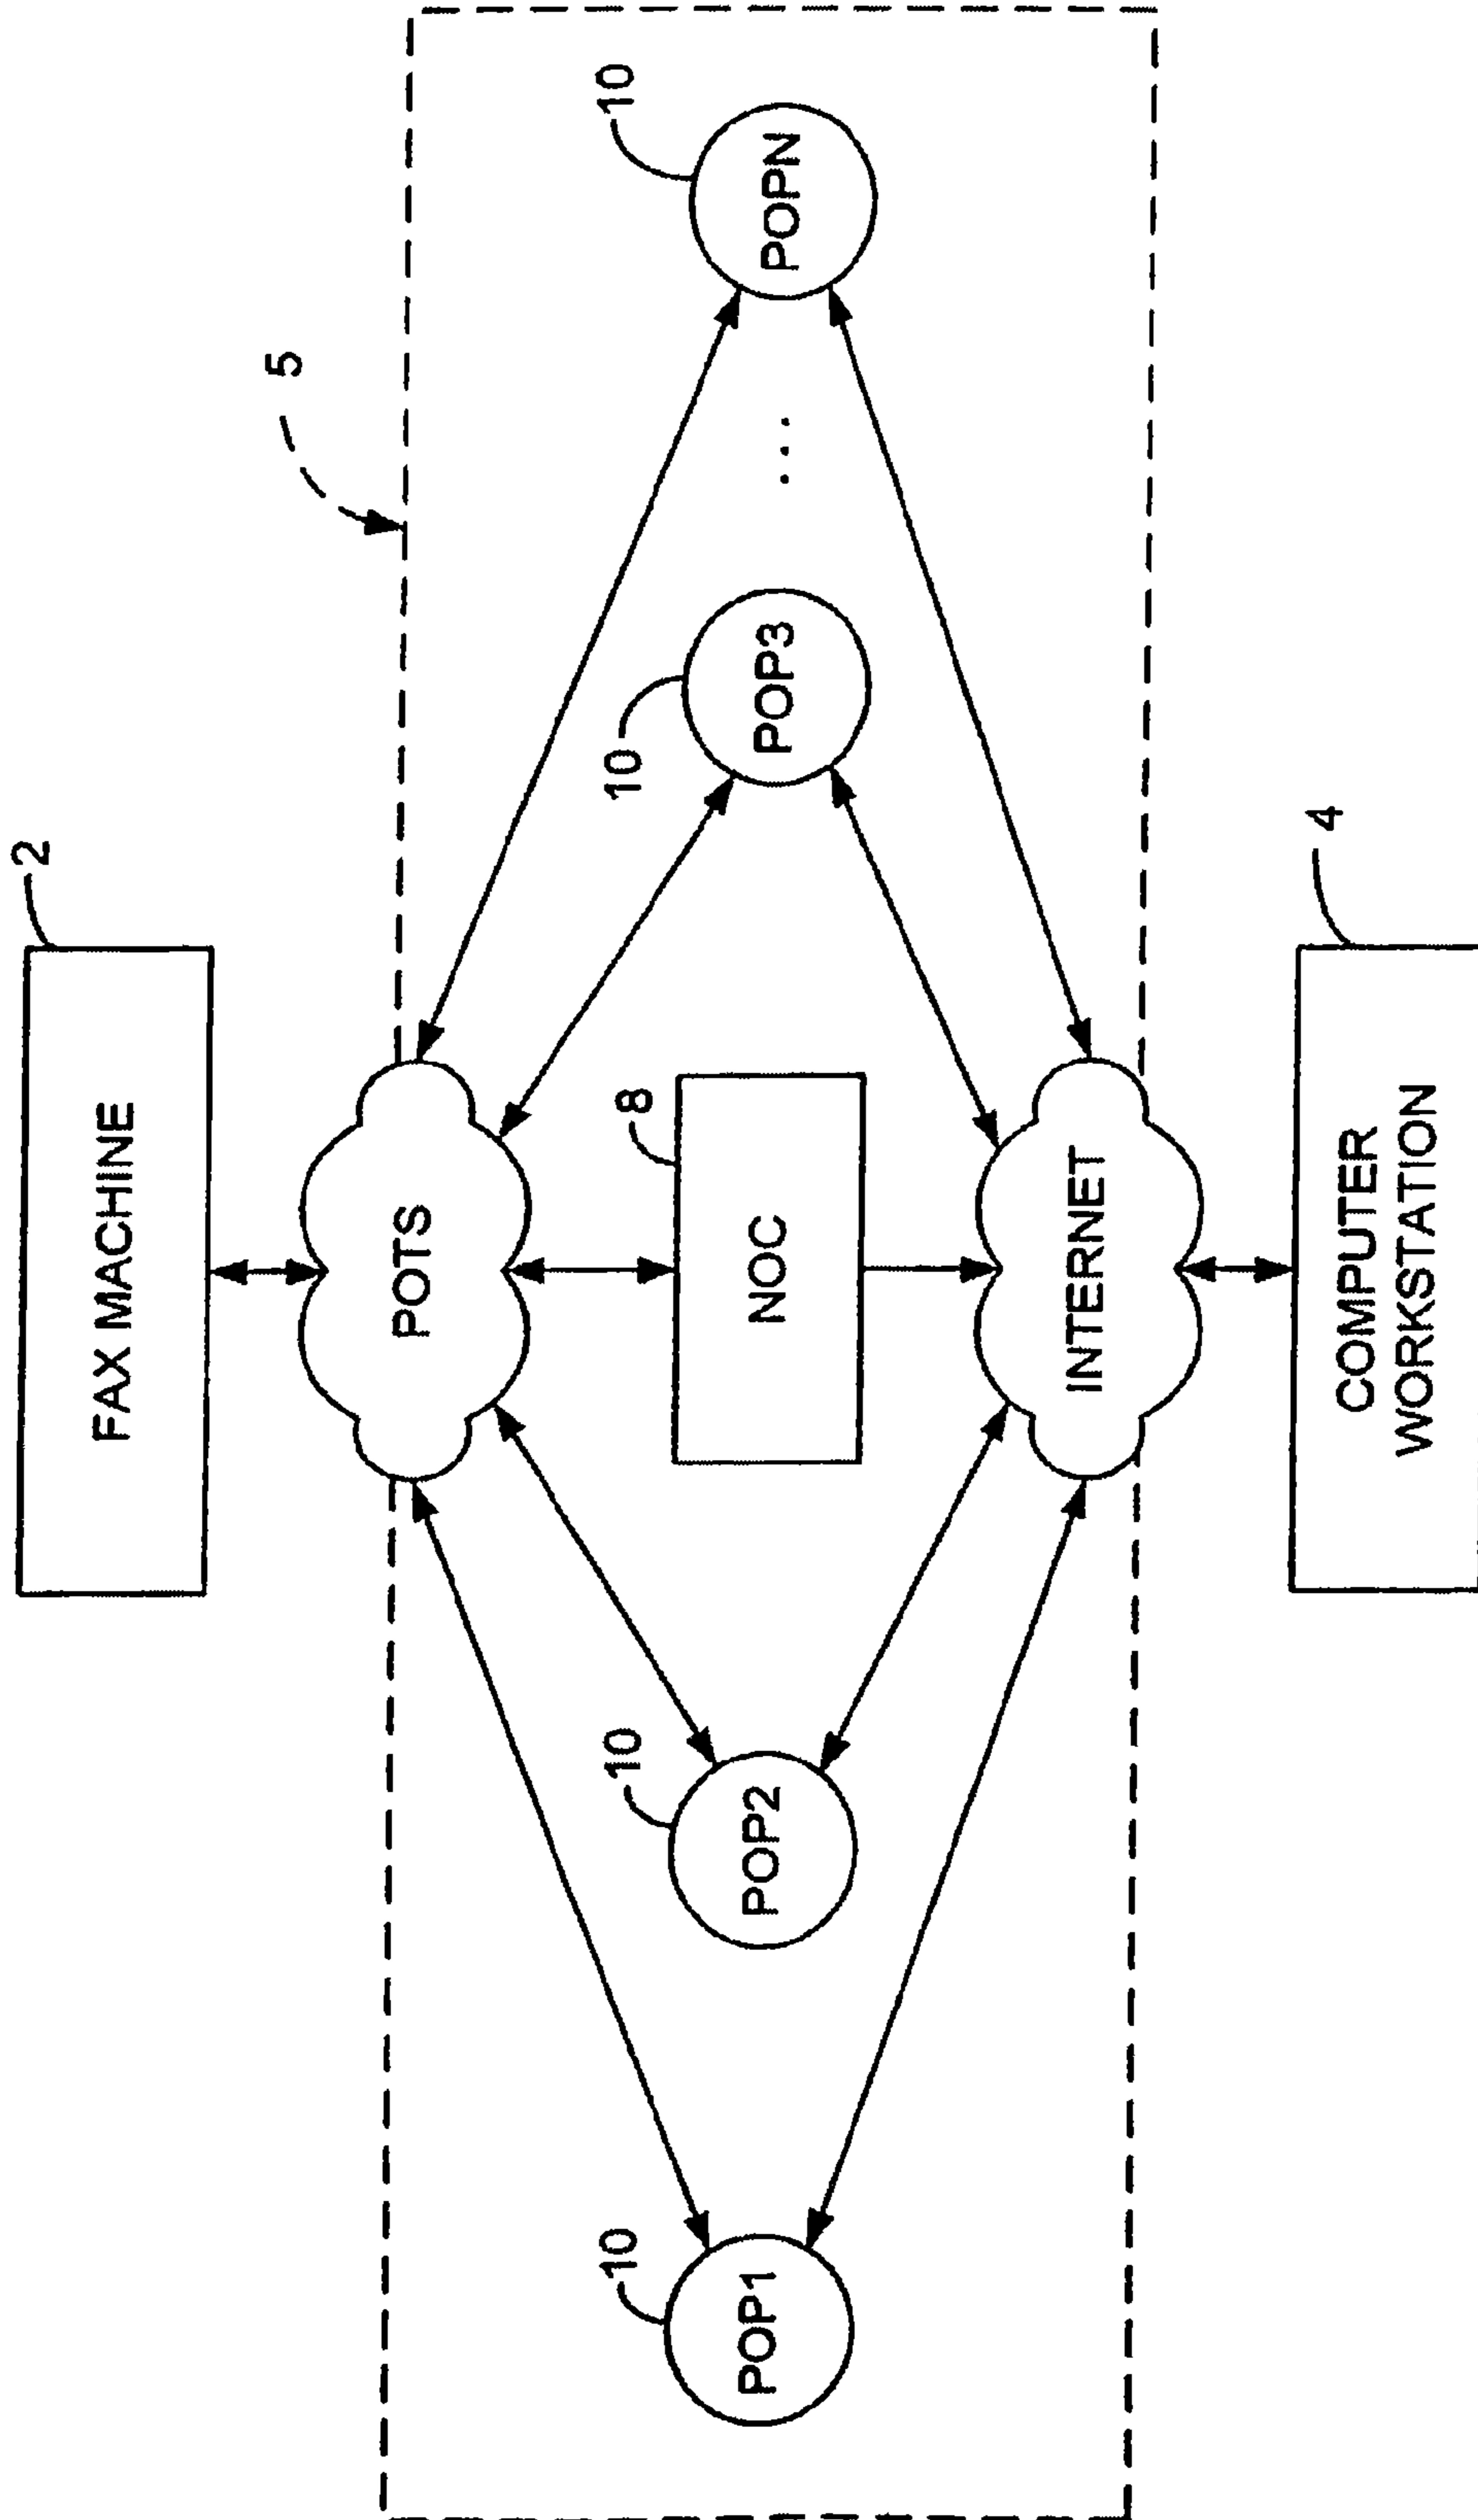 FAX MACHINE
2
5
POTS
10
10
10
10
8
POP1
POP2
NOC
POP3
...
POPN
INTERNET
4
COMPUTER
WORKSTATION